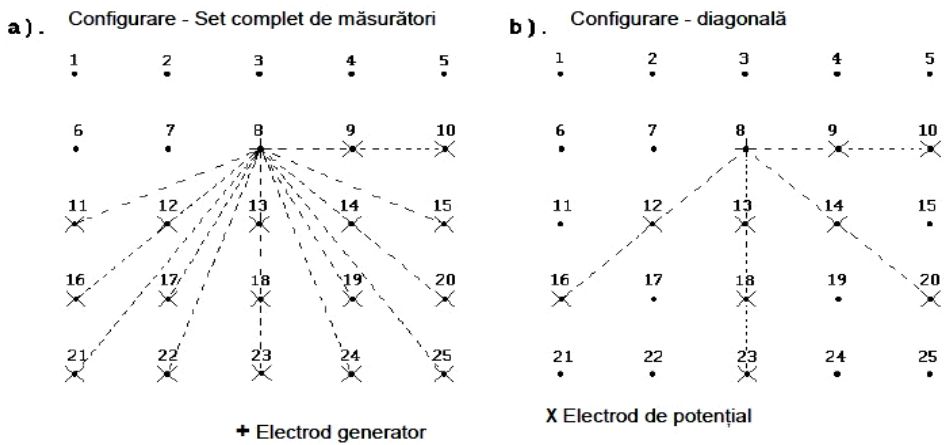 a). Configurare - Set complet de măsurători
b). Configurare - diagonală
1 2 3 4 5
6 7 8 9 10
11 12 13 14 15
16 17 18 19 20
21 22 23 24 25
1 2 3 4 5
6 7 8 9 10
11 12 13 14 15
16 17 18 19 20
21 22 23 24 25
+ Electrod generator
X Electrod de potențial